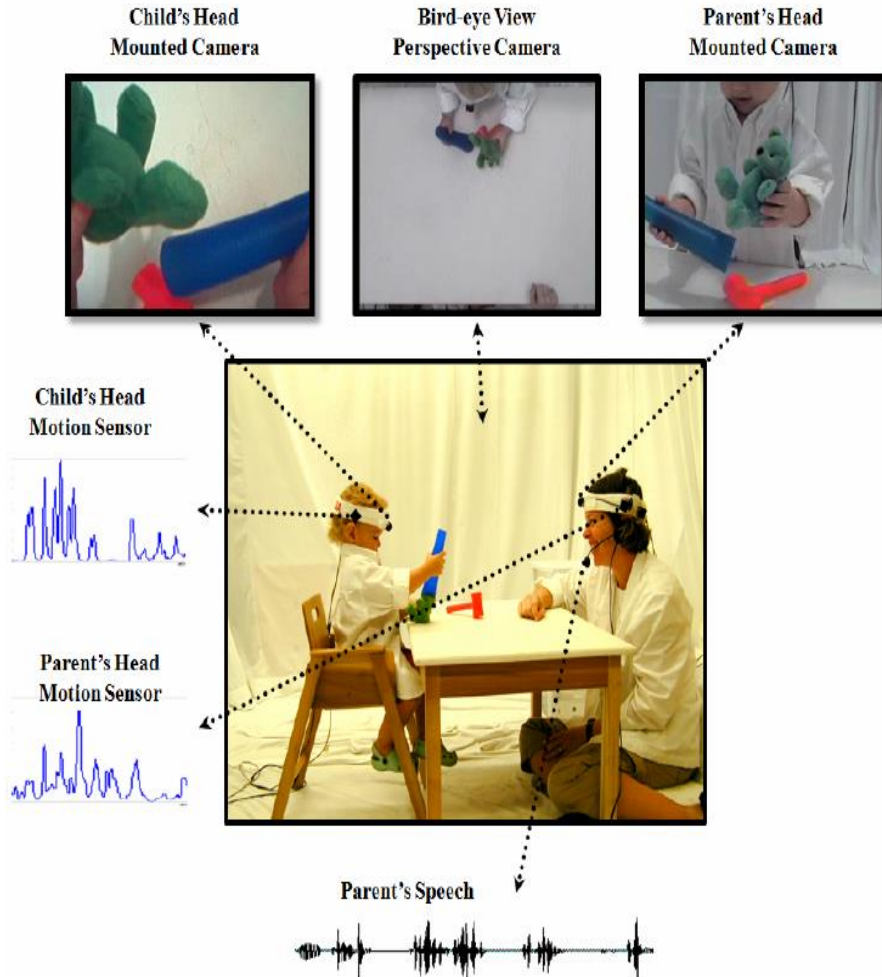 Child's Head
Mounted Camera
Bird-eye View
Perspective Camera
Parent's Head
Mounted Camera
Child's Head
Motion Sensor
Parent's Head
Motion Sensor
Parent's Speech